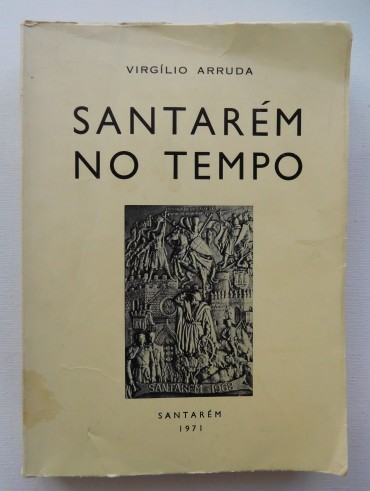 VIRGÍLIO ARRUDA
SANTARÉM
NO TEMPO
SANTARÉM 1968
SANTARÉM
1971